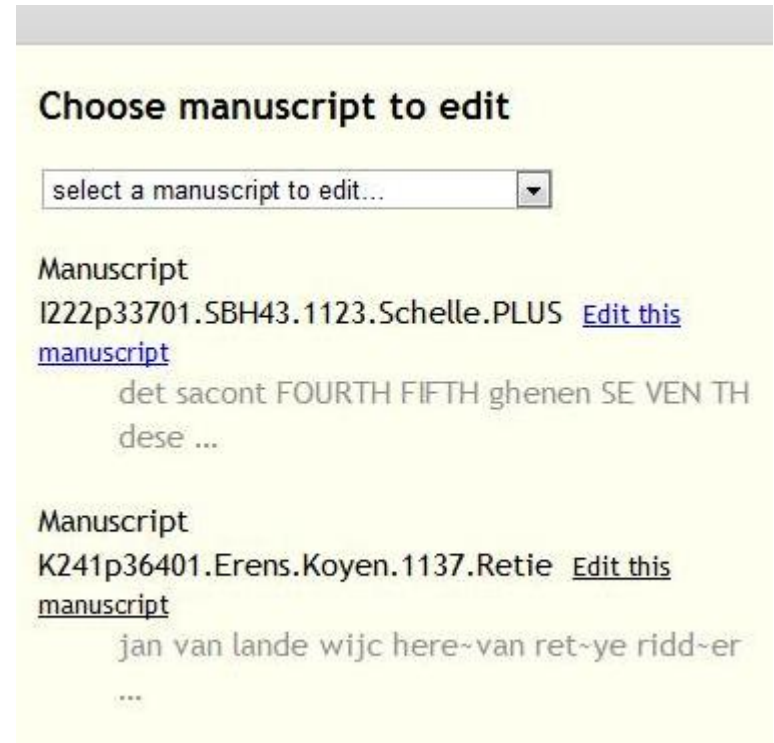 Choose manuscript to edit
select a manuscript to edit...
Manuscript
I222p33701.SBH43.1123.Schelle.PLUS Edit this
manuscript
det sacont FOURTH FIFTH ghenen SE VEN TH
dese ...
Manuscript
K241p36401.Erens.Koyen.1137.Retie Edit this
manuscript
jan van lande wijc here~van ret~ye ridd~er
...